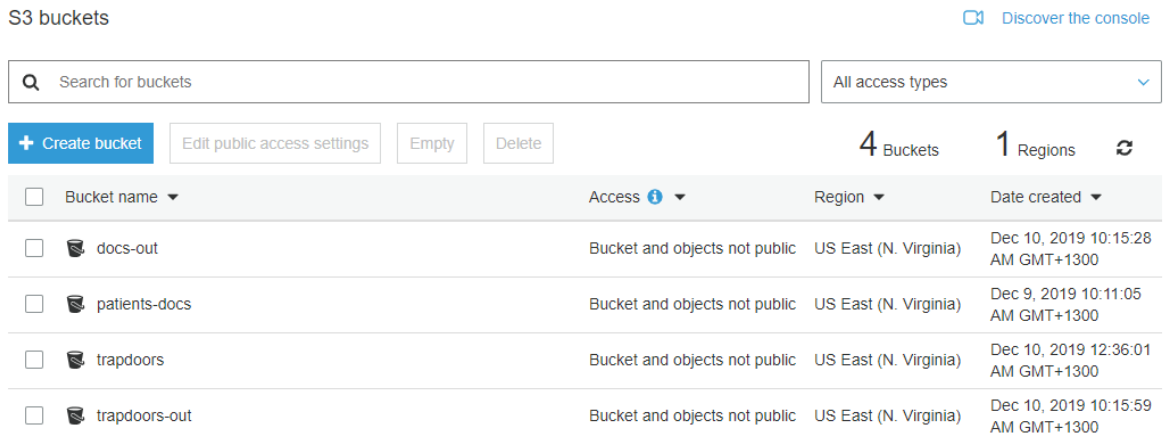 S3 buckets Discover the console
Search for buckets All access types
Create bucket Edit public access settings Empty Delete 4 Buckets 1 Regions
Bucket name Access Region Date created
docs-out Bucket and objects not public US East (N. Virginia) Dec 10, 2019 10:15:28 AM GMT+1300
patients-docs Bucket and objects not public US East (N. Virginia) Dec 9, 2019 10:11:05 AM GMT+1300
trapdoors Bucket and objects not public US East (N. Virginia) Dec 10, 2019 12:36:01 AM GMT+1300
trapdoors-out Bucket and objects not public US East (N. Virginia) Dec 10, 2019 10:15:59 AM GMT+1300